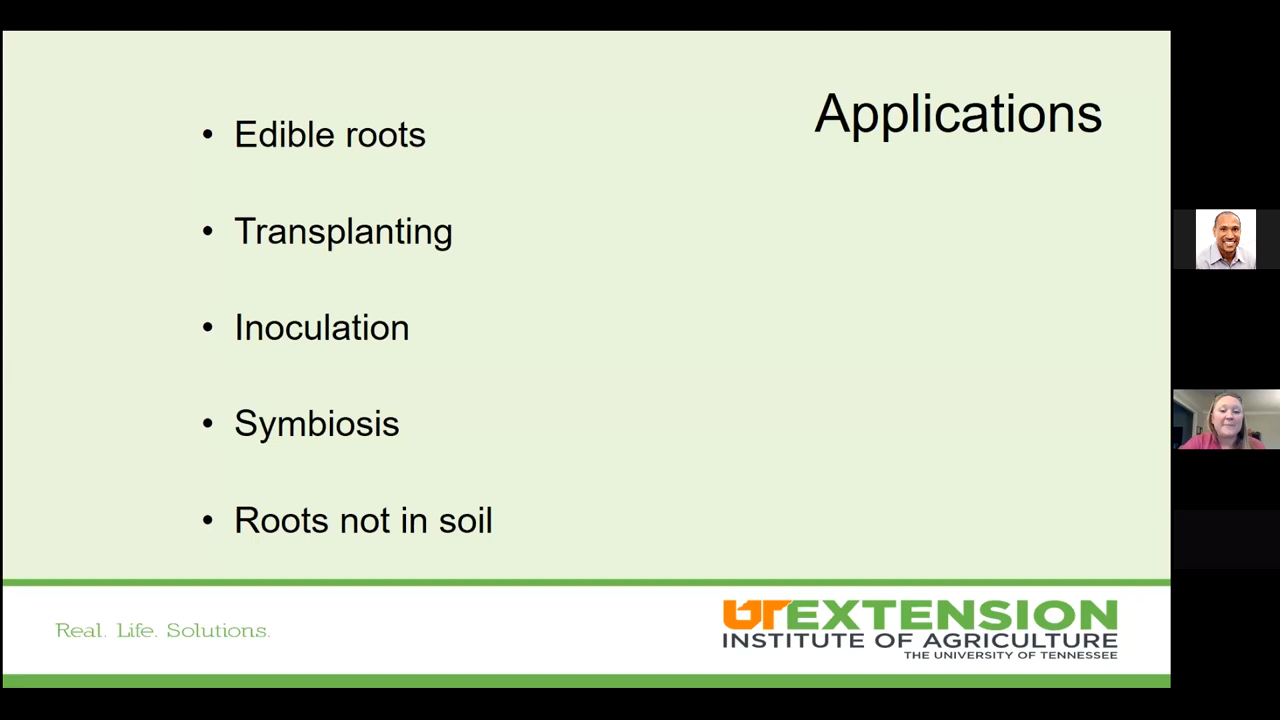 Applications
• Edible roots
• Transplanting
• Inoculation
• Symbiosis
• Roots not in soil
Real. Life. Solutions.
UT EXTENSION
INSTITUTE OF AGRICULTURE
THE UNIVERSITY OF TENNESSEE